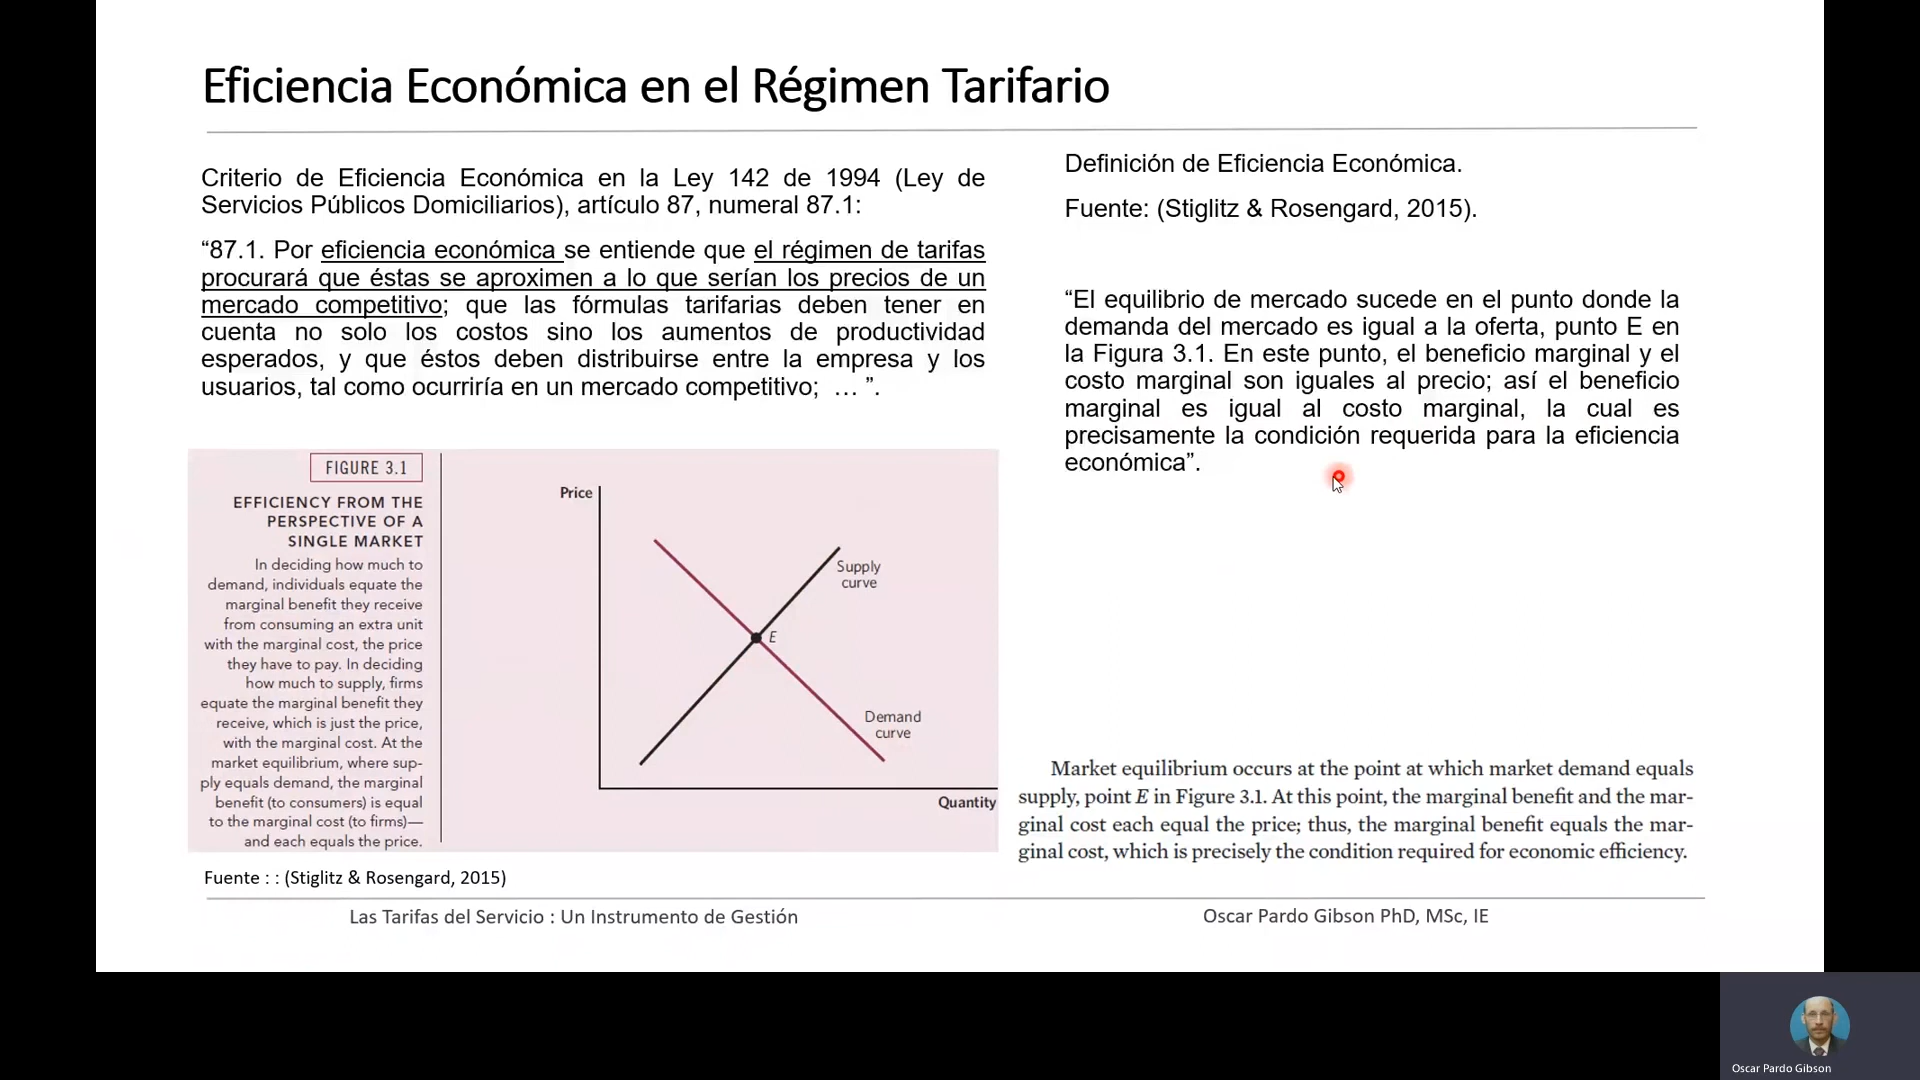 Eficiencia Económica en el Régimen Tarifario
Criterio de Eficiencia Económica en la Ley 142 de 1994 (Ley de
Servicios Públicos Domiciliarios), artículo 87, numeral 87.1:
“87.1. Por eficiencia económica se entiende que el régimen de tarifas
procurará que éstas se aproximen a lo que serían los precios de un
mercado competitivo; que las fórmulas tarifarias deben tener en
cuenta no solo los costos sino los aumentos de productividad
esperados, y que éstos deben distribuirse entre la empresa y los
usuarios, tal como ocurriría en un mercado competitivo; … ”.
Definición de Eficiencia Económica.
Fuente: (Stiglitz & Rosengard, 2015).
“El equilibrio de mercado sucede en el punto donde la
demanda del mercado es igual a la oferta, punto E en
la Figura 3.1. En este punto, el beneficio marginal y el
costo marginal son iguales al precio; así el beneficio
marginal es igual al costo marginal, la cual es
precisamente la condición requerida para la eficiencia
económica”.
FIGURE 3.1
EFFICIENCY FROM THE
PERSPECTIVE OF A
SINGLE MARKET
In deciding how much to
demand, individuals equate the
marginal benefit they receive
from consuming an extra unit
with the marginal cost, the price
they have to pay. In deciding
how much to supply, firms
equate the marginal benefit they
receive, which is just the price,
with the marginal cost. At the
market equilibrium, where sup-
ply equals demand, the marginal
benefit (to consumers) is equal
to the marginal cost (to firms)—
and each equals the price.
Price
Supply
curve
E
Demand
curve
Quantity
Market equilibrium occurs at the point at which market demand equals
supply, point E in Figure 3.1. At this point, the marginal benefit and the mar-
ginal cost each equal the price; thus, the marginal benefit equals the mar-
ginal cost, which is precisely the condition required for economic efficiency.
Fuente : : (Stiglitz & Rosengard, 2015)
Las Tarifas del Servicio : Un Instrumento de Gestión
Oscar Pardo Gibson PhD, MSc, IE
Oscar Pardo Gibson